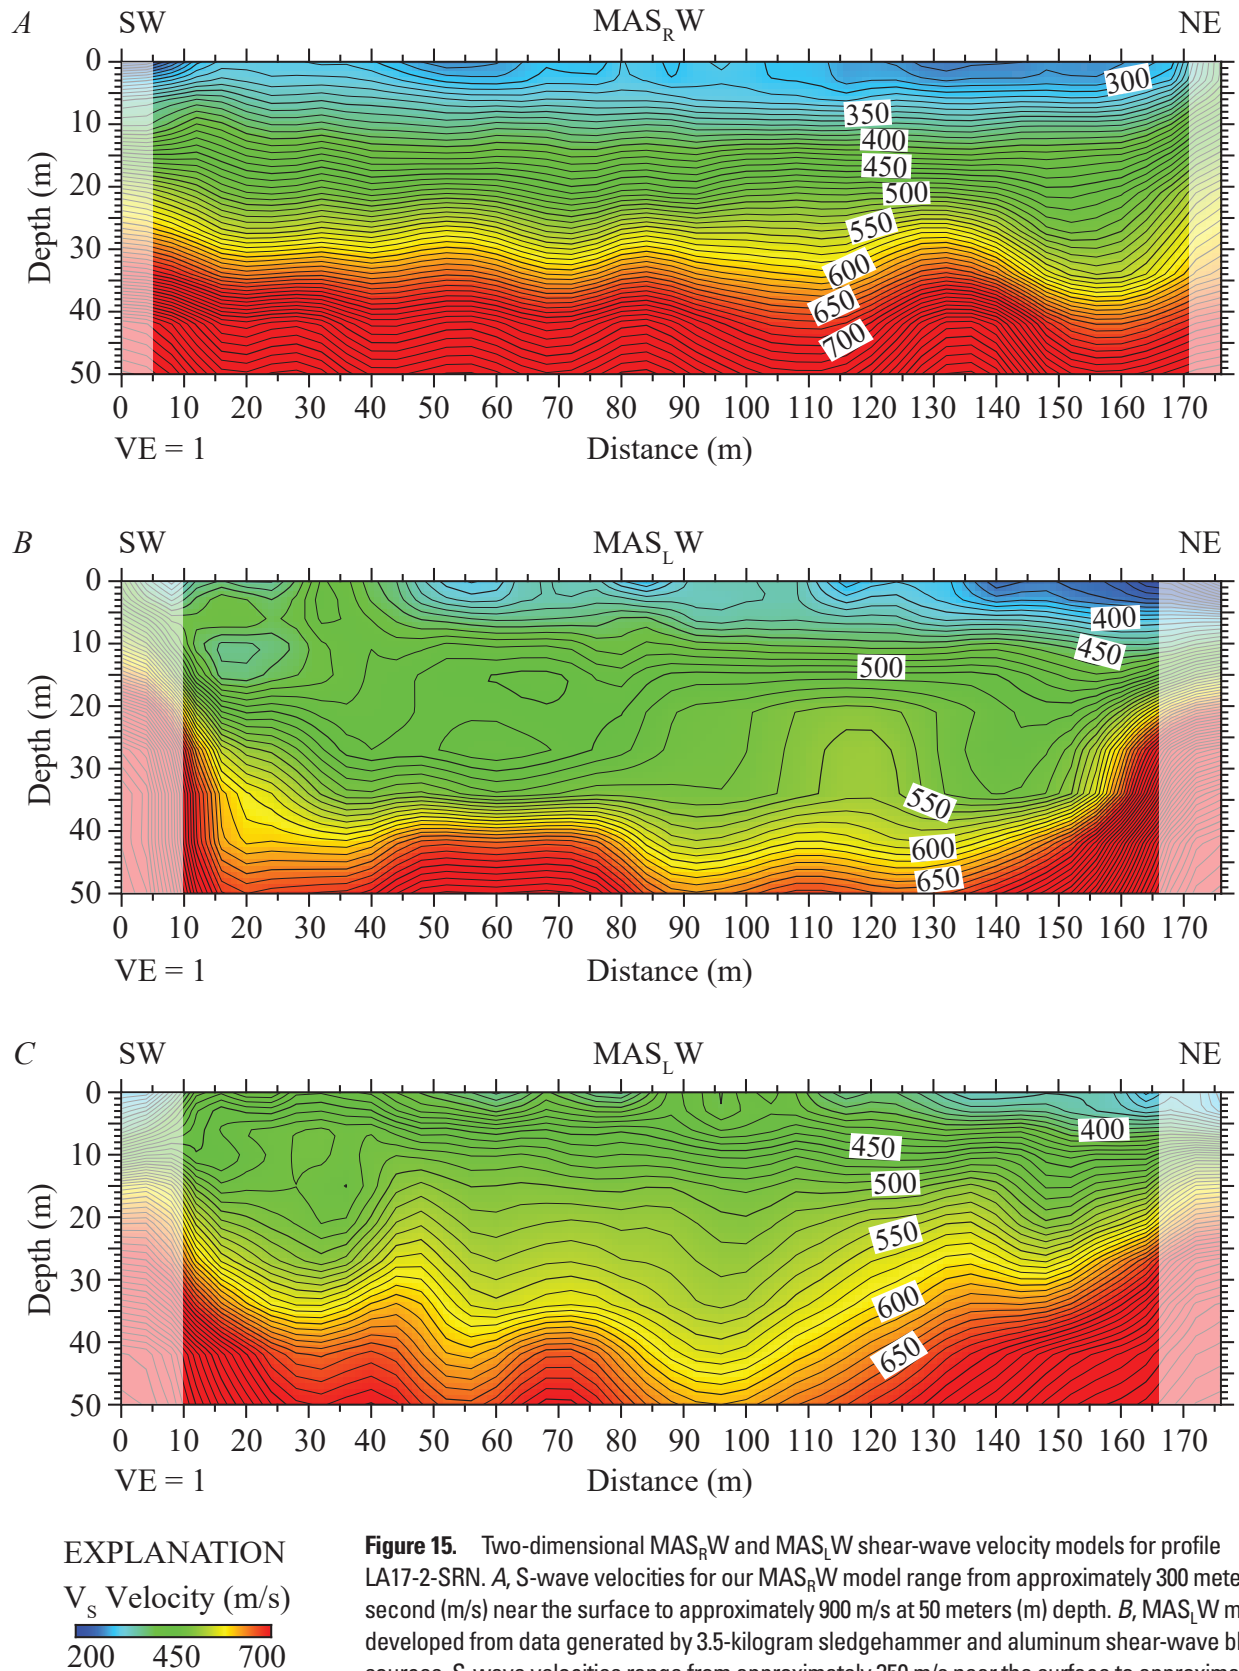 A SW MAS_RW NE
0
10
20
30
40
50
Depth (m)
300
350
400
450
500
550
600
650
700
0 10 20 30 40 50 60 70 80 90 100 110 120 130 140 150 160 170
VE = 1 Distance (m)
B SW MAS_LW NE
0
10
20
30
40
50
Depth (m)
400
450
500
550
600
650
0 10 20 30 40 50 60 70 80 90 100 110 120 130 140 150 160 170
VE = 1 Distance (m)
C SW MAS_LW NE
0
10
20
30
40
50
Depth (m)
400
450
500
550
600
650
0 10 20 30 40 50 60 70 80 90 100 110 120 130 140 150 160 170
VE = 1 Distance (m)
EXPLANATION
V_S Velocity (m/s)
200 450 700
Figure 15. Two-dimensional MAS_RW and MAS_LW shear-wave velocity models for profile
LA17-2-SRN. A, S-wave velocities for our MAS_RW model range from approximately 300 mete
second (m/s) near the surface to approximately 900 m/s at 50 meters (m) depth. B, MAS_LW m
developed from data generated by 3.5-kilogram sledgehammer and aluminum shear-wave bl